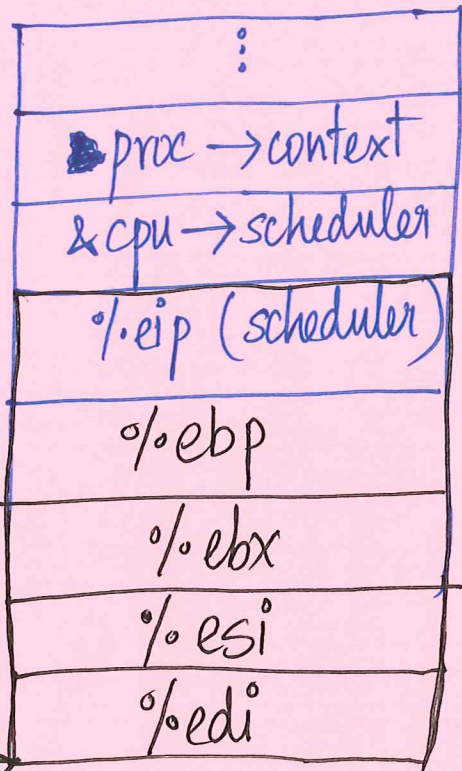 ⋮
proc → context
& cpu → scheduler
%eip (scheduler)
%ebp
%ebx
%esi
%edi